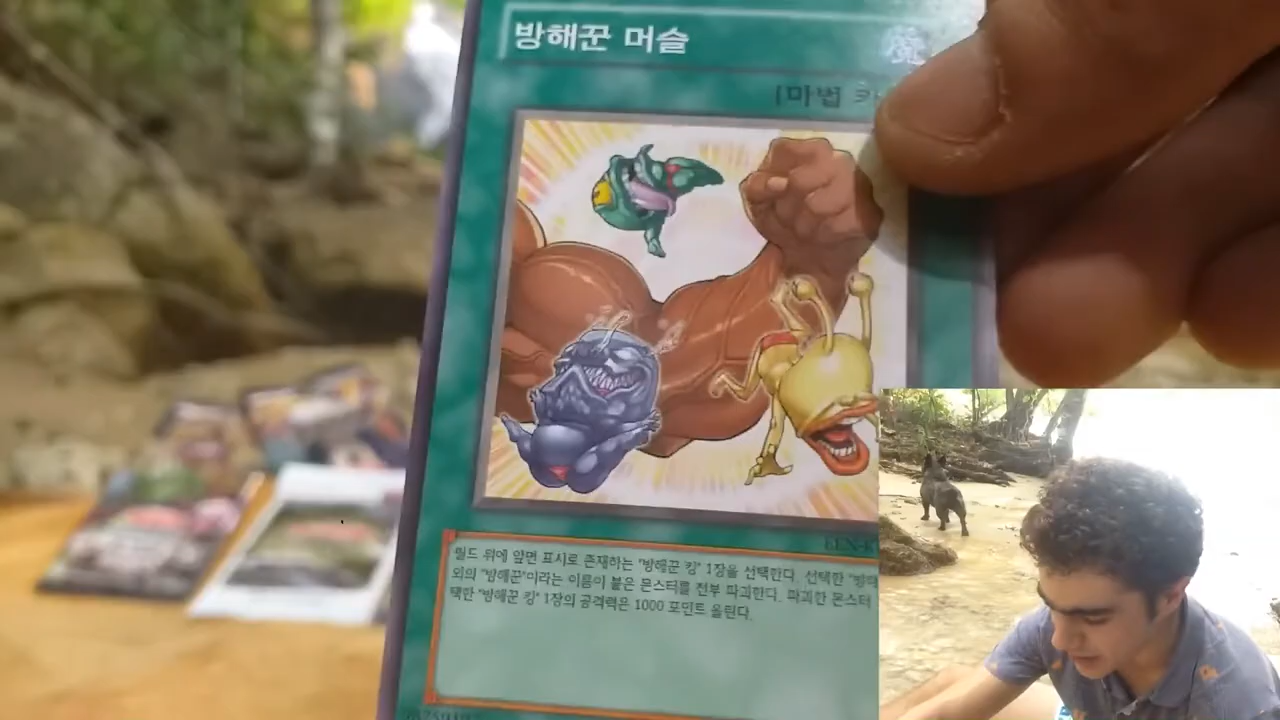 방해꾼 머슬
魔
[마법 카
EEN-K
필드 위에 앞면 표시로 존재하는 "방해꾼 킹" 1장을 선택한다. 선택한 "방해
외의 "방해꾼"이라는 이름이 붙은 몬스터를 전부 파괴한다. 파괴한 몬스터
택한 "방해꾼 킹" 1장의 공격력은 1000 포인트 올린다.